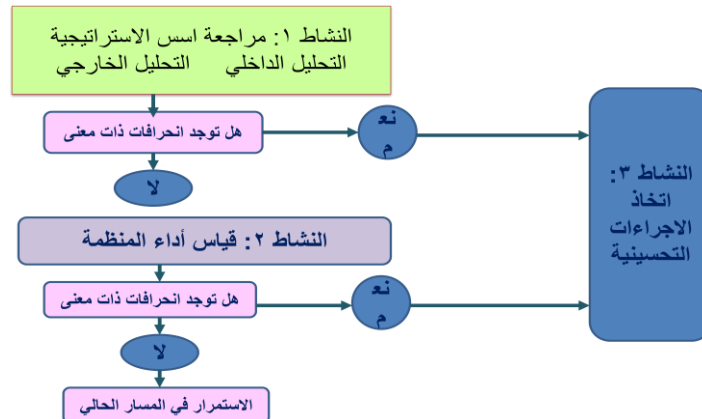 النشاط ١: مراجعة اسس الاستراتيجية
التحليل الداخلي التحليل الخارجي
هل توجد انحرافات ذات معنى
نعم
لا
النشاط ٢: قياس أداء المنظمة
هل توجد انحرافات ذات معنى
نعم
لا
الاستمرار في المسار الحالي
النشاط ٣:
اتخاذ
الاجراءات
التحسينية